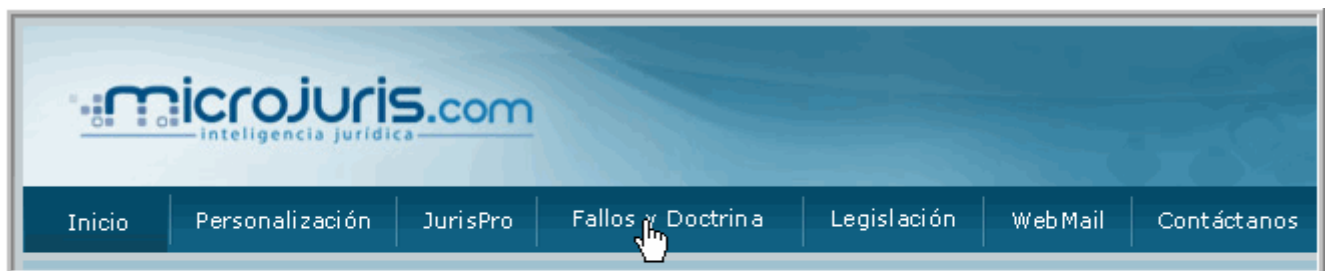 microjuris.com
inteligencia jurídica
Inicio Personalización JurisPro Fallos y Doctrina Legislación WebMail Contáctanos